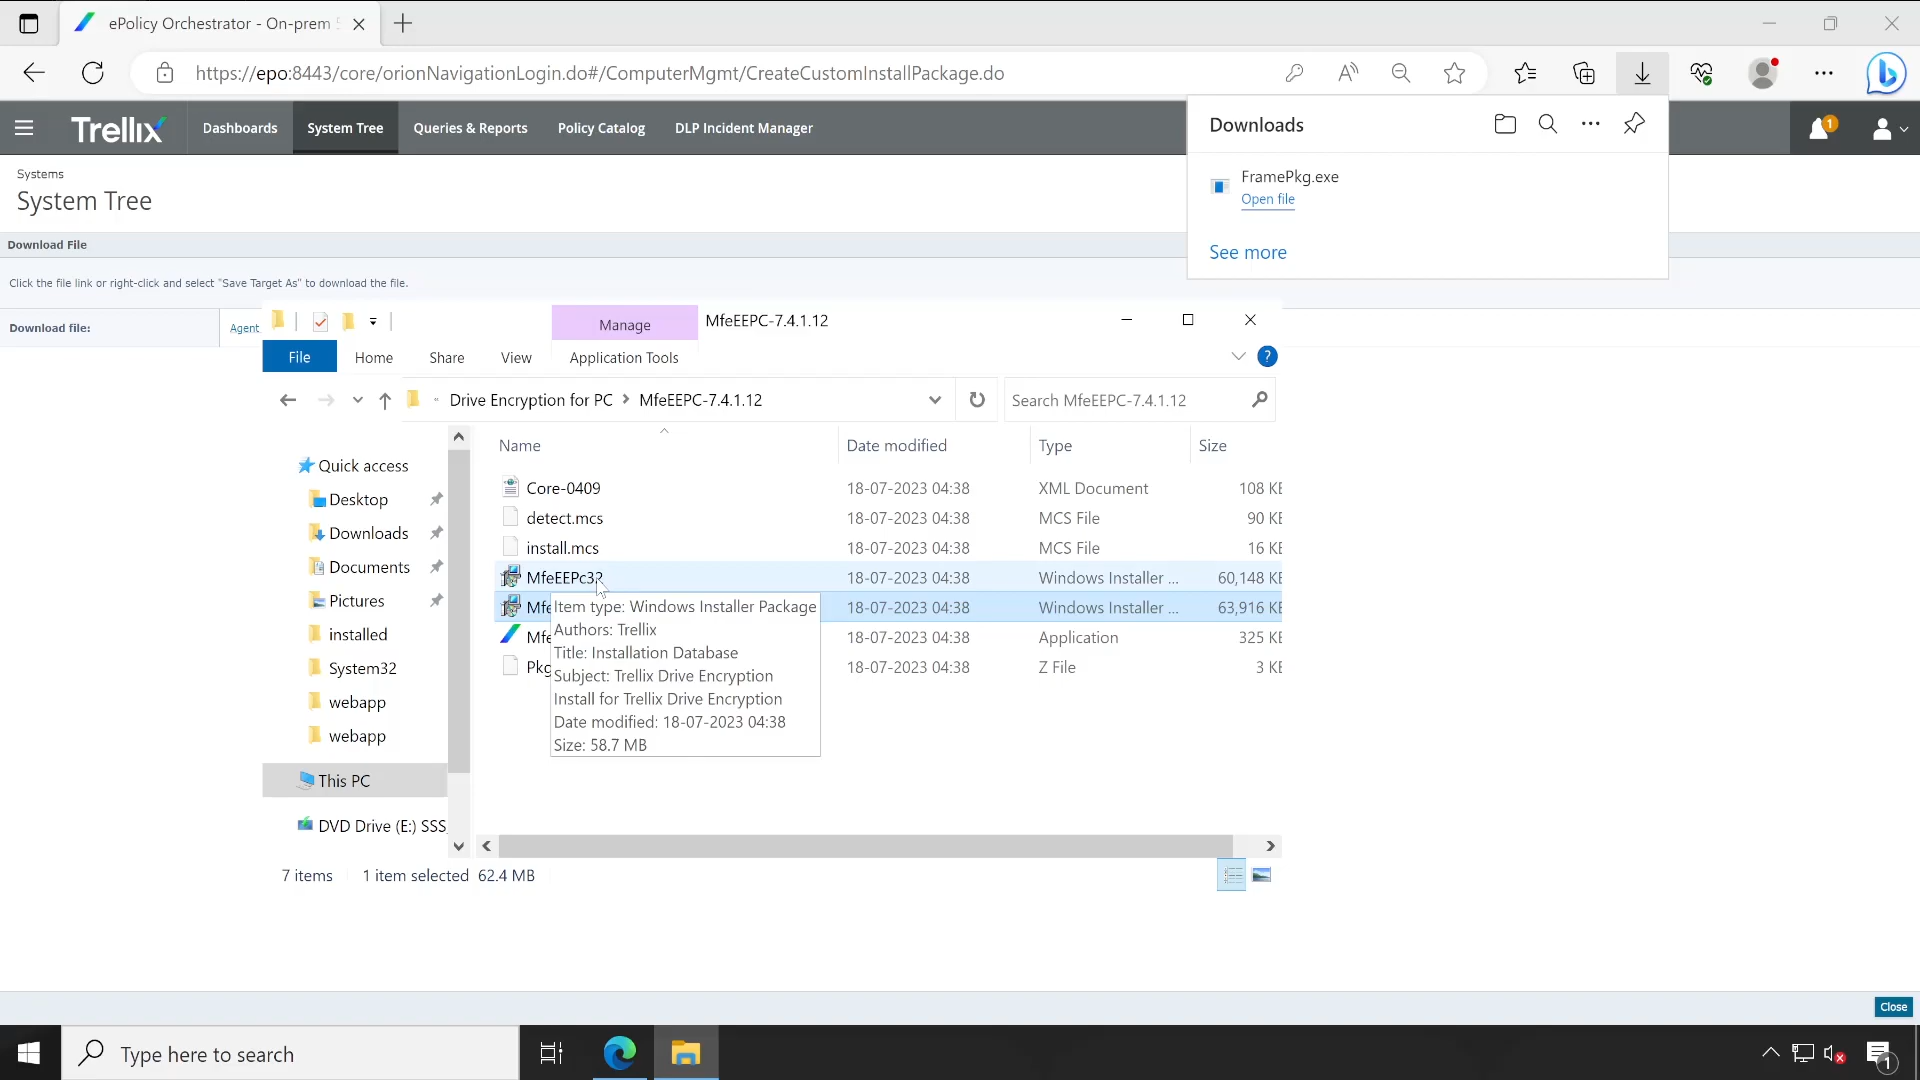 ePolicy Orchestrator - On-prem
https://epo:8443/core/orionNavigationLogin.do#/ComputerMgmt/CreateCustomInstallPackage.do
Trellix
Dashboards
System Tree
Queries & Reports
Policy Catalog
DLP Incident Manager
1
Downloads
FramePkg.exe
Open file
See more
Systems
System Tree
Download File
Click the file link or right-click and select "Save Target As" to download the file.
Download file:
Agent
Manage
MfeEEPC-7.4.1.12
File
Home
Share
View
Application Tools
?
Drive Encryption for PC
MfeEEPC-7.4.1.12
Search MfeEEPC-7.4.1.12
Name
Date modified
Type
Size
Quick access
Desktop
Downloads
Documents
Pictures
installed
System32
webapp
webapp
This PC
DVD Drive (E:) SSS
Core-0409 18-07-2023 04:38 XML Document 108 KB
detect.mcs 18-07-2023 04:38 MCS File 90 KB
install.mcs 18-07-2023 04:38 MCS File 16 KB
MfeEEPc32 18-07-2023 04:38 Windows Installer ... 60,148 KB
Mfe 18-07-2023 04:38 Windows Installer ... 63,916 KB
Mfe 18-07-2023 04:38 Application 325 KB
Pkg 18-07-2023 04:38 Z File 3 KB
Item type: Windows Installer Package
Authors: Trellix
Title: Installation Database
Subject: Trellix Drive Encryption
Install for Trellix Drive Encryption
Date modified: 18-07-2023 04:38
Size: 58.7 MB
7 items
1 item selected 62.4 MB
Close
Type here to search
1